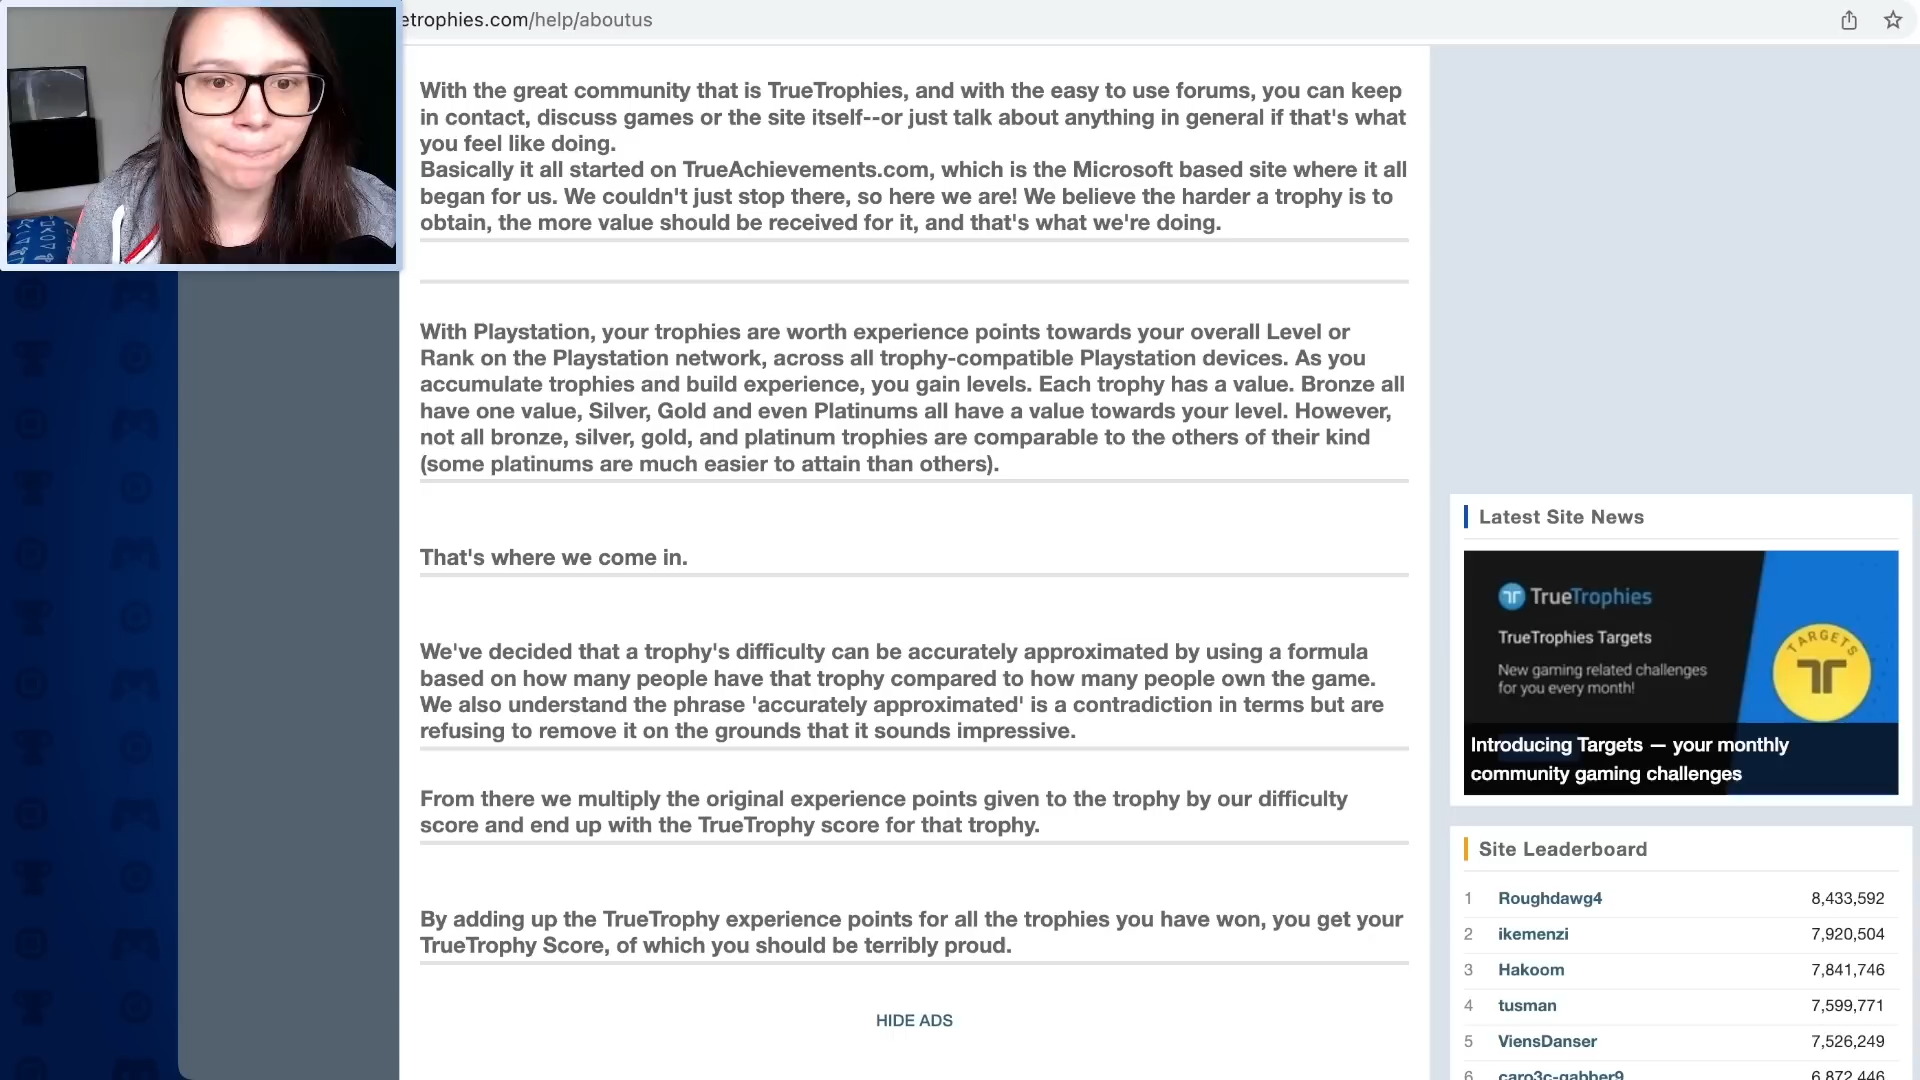 etrophies.com/help/aboutus
With the great community that is TrueTrophies, and with the easy to use forums, you can keep
in contact, discuss games or the site itself--or just talk about anything in general if that's what
you feel like doing.
Basically it all started on TrueAchievements.com, which is the Microsoft based site where it all
began for us. We couldn't just stop there, so here we are! We believe the harder a trophy is to
obtain, the more value should be received for it, and that's what we're doing.
With Playstation, your trophies are worth experience points towards your overall Level or
Rank on the Playstation network, across all trophy-compatible Playstation devices. As you
accumulate trophies and build experience, you gain levels. Each trophy has a value. Bronze all
have one value, Silver, Gold and even Platinums all have a value towards your level. However,
not all bronze, silver, gold, and platinum trophies are comparable to the others of their kind
(some platinums are much easier to attain than others).
That's where we come in.
We've decided that a trophy's difficulty can be accurately approximated by using a formula
based on how many people have that trophy compared to how many people own the game.
We also understand the phrase 'accurately approximated' is a contradiction in terms but are
refusing to remove it on the grounds that it sounds impressive.
From there we multiply the original experience points given to the trophy by our difficulty
score and end up with the TrueTrophy score for that trophy.
By adding up the TrueTrophy experience points for all the trophies you have won, you get your
TrueTrophy Score, of which you should be terribly proud.
HIDE ADS
Latest Site News
TrueTrophies
TrueTrophies Targets
New gaming related challenges
for you every month!
TARGETS
Introducing Targets — your monthly
community gaming challenges
Site Leaderboard
1 Roughdawg4 8,433,592
2 ikemenzi 7,920,504
3 Hakoom 7,841,746
4 tusman 7,599,771
5 ViensDanser 7,526,249
6 caro3c-gabber9 6,872,446